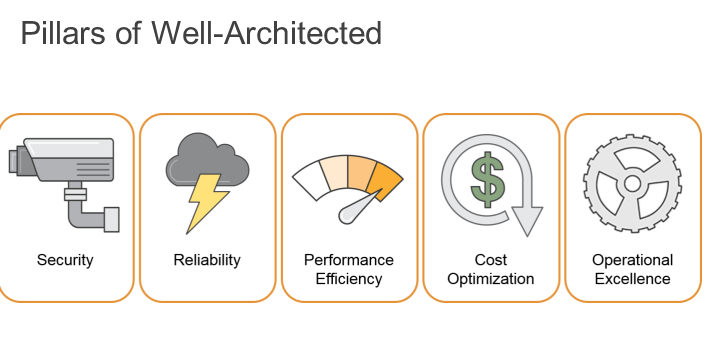 Pillars of Well-Architected
Security
Reliability
Performance
Efficiency
Cost
Optimization
Operational
Excellence